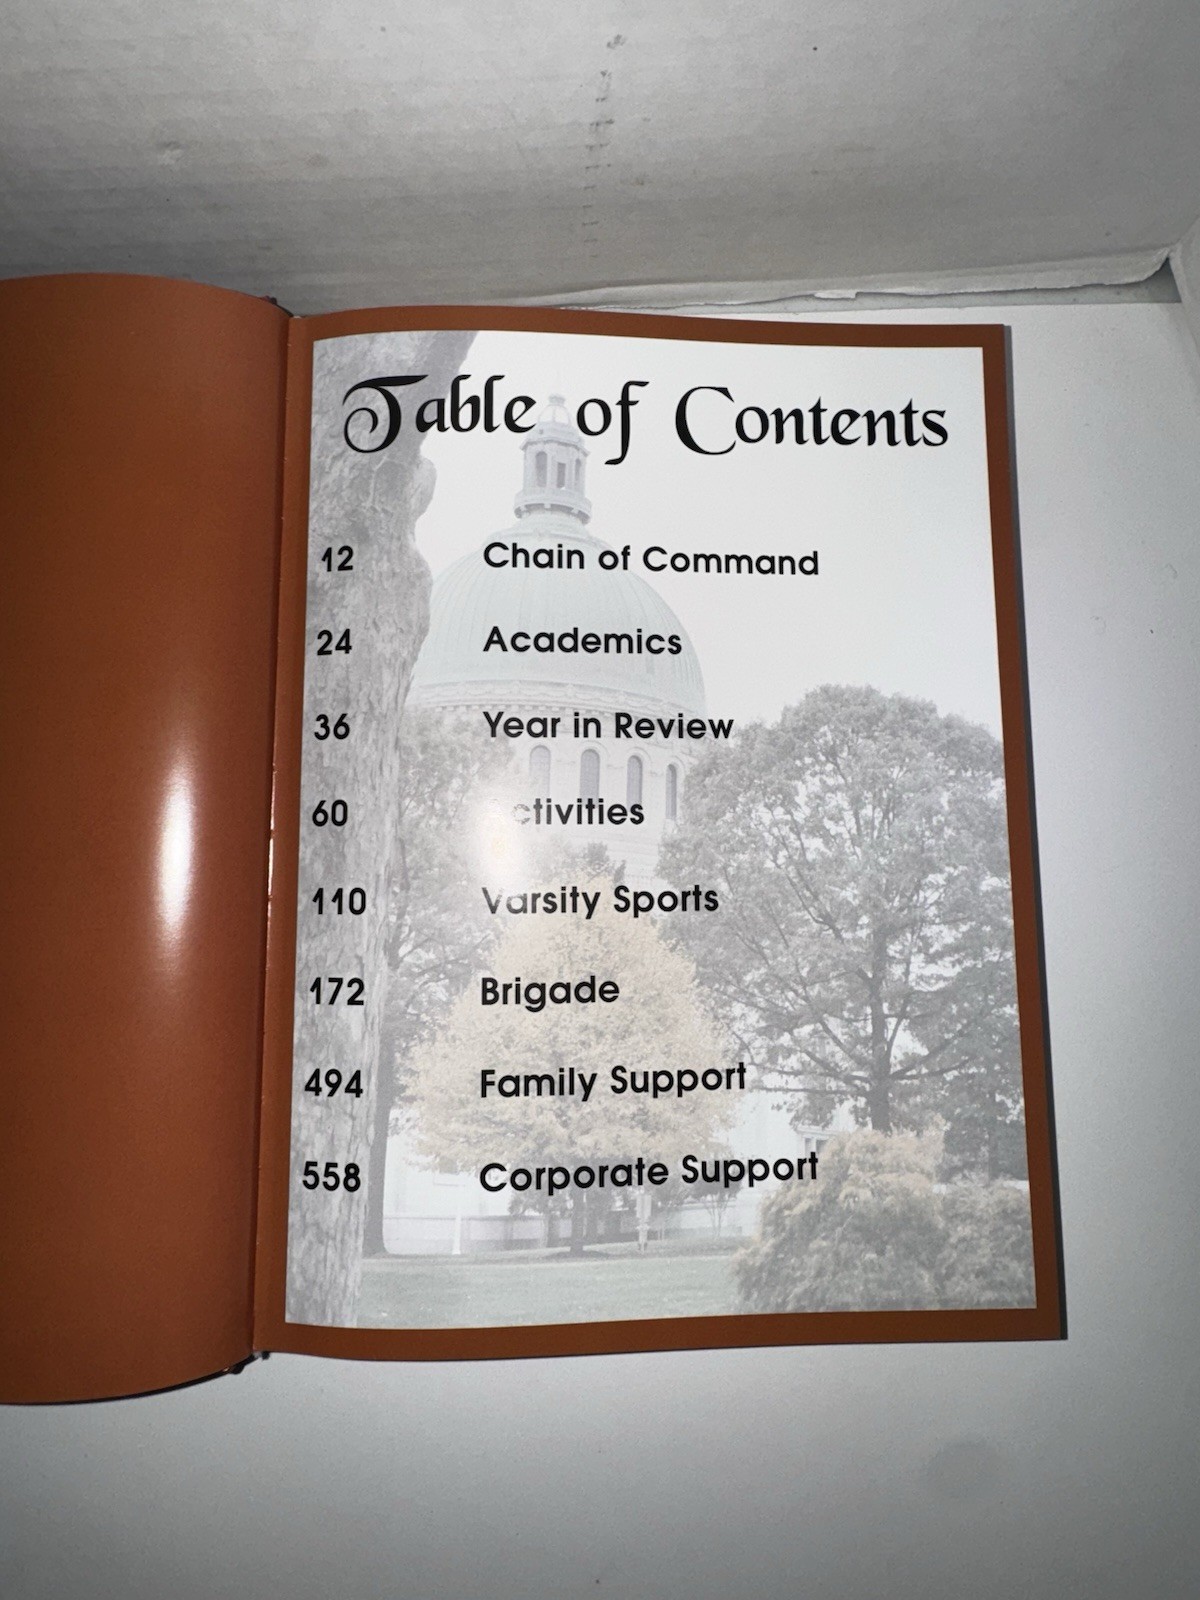 Table of Contents
12 Chain of Command
24 Academics
36 Year in Review
60 Activities
110 Varsity Sports
172 Brigade
494 Family Support
558 Corporate Support